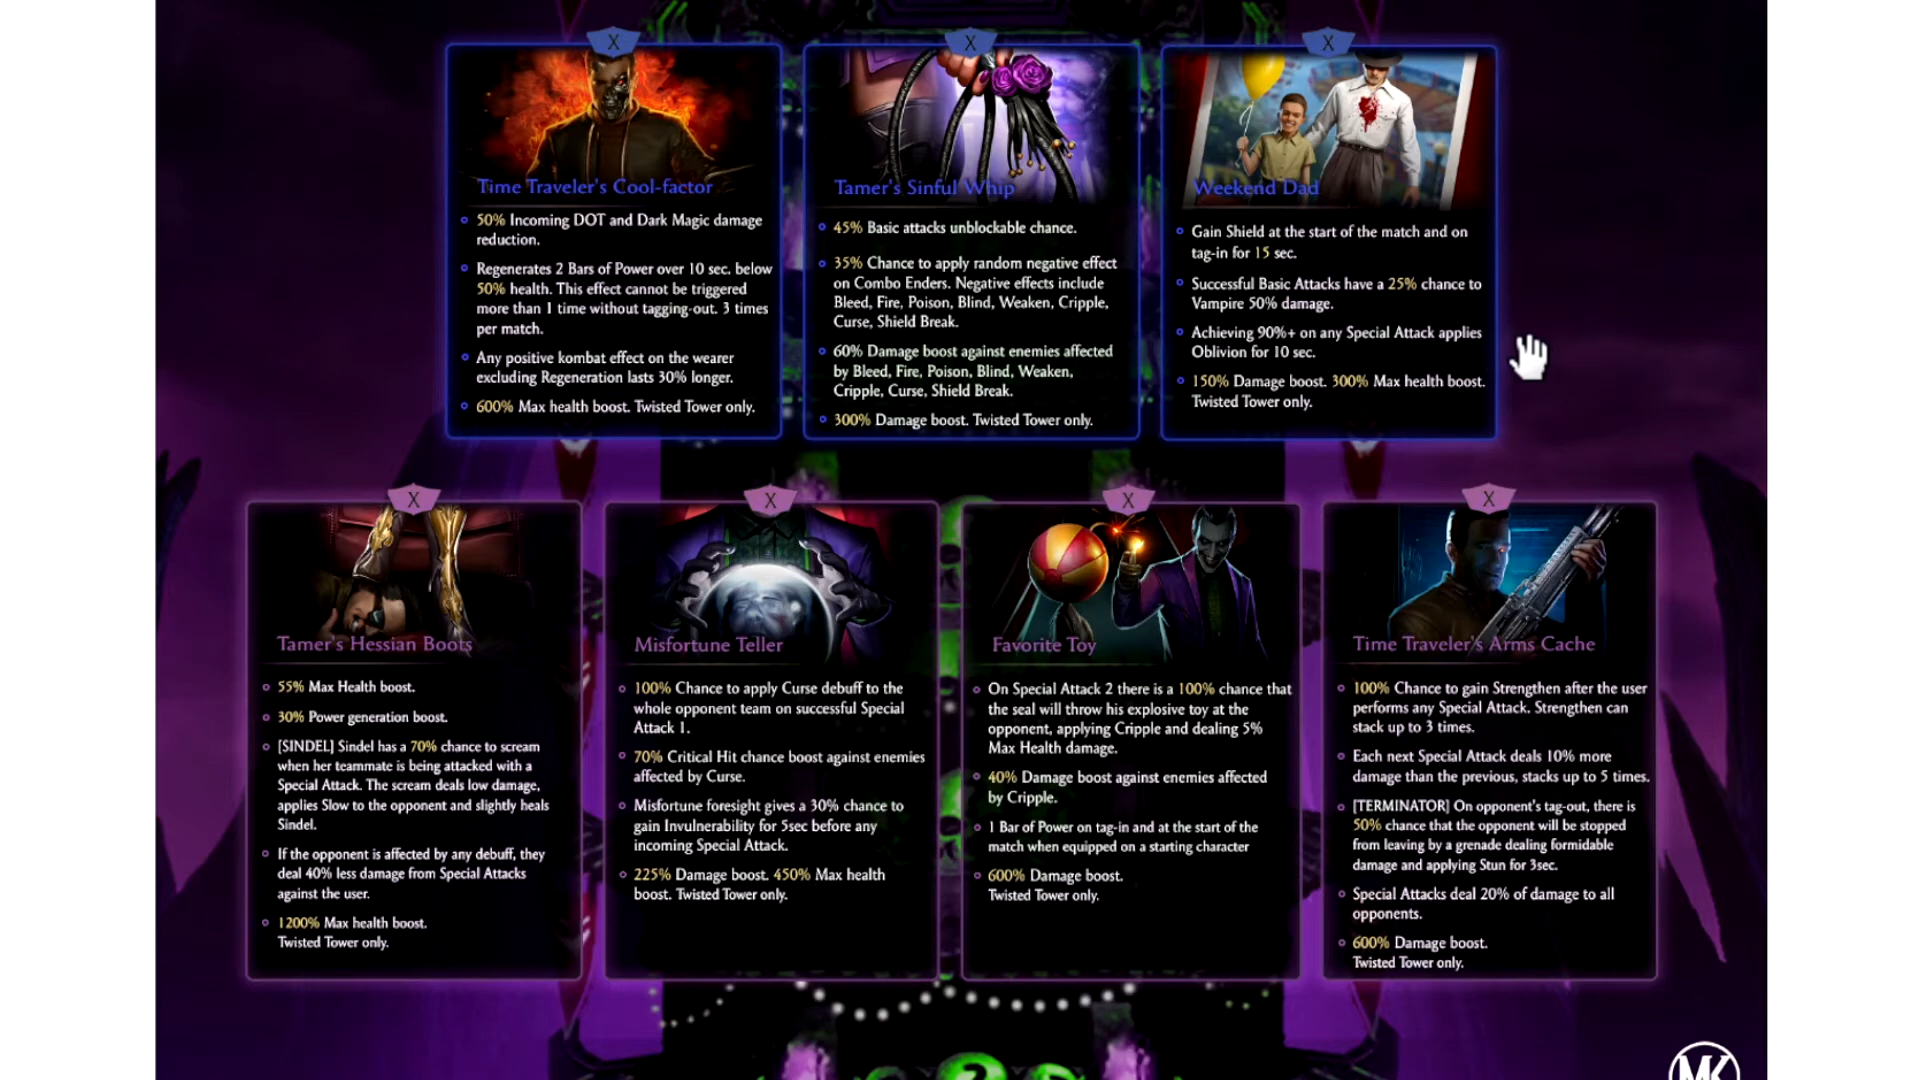 X
Time Traveler's Cool-factor
50% Incoming DOT and Dark Magic damage
reduction.
Regenerates 2 Bars of Power over 10 sec. below
50% health. This effect cannot be triggered
more than 1 time without tagging-out. 3 times
per match.
Any positive kombat effect on the wearer
excluding Regeneration lasts 30% longer.
600% Max health boost. Twisted Tower only.
X
Tamer's Sinful Whip
45% Basic attacks unblockable chance.
35% Chance to apply random negative effect
on Combo Enders. Negative effects include
Bleed, Fire, Poison, Blind, Weaken, Cripple,
Curse, Shield Break.
60% Damage boost against enemies affected
by Bleed, Fire, Poison, Blind, Weaken,
Cripple, Curse, Shield Break.
300% Damage boost. Twisted Tower only.
X
Weekend Dad
Gain Shield at the start of the match and on
tag-in for 15 sec.
Successful Basic Attacks have a 25% chance to
Vampire 50% damage.
Achieving 90%+ on any Special Attack applies
Oblivion for 10 sec.
150% Damage boost. 300% Max health boost.
Twisted Tower only.
X
Tamer's Hessian Boots
55% Max Health boost.
30% Power generation boost.
[SINDEL] Sindel has a 70% chance to scream
when her teammate is being attacked with a
Special Attack. The scream deals low damage,
applies Slow to the opponent and slightly heals
Sindel.
If the opponent is affected by any debuff, they
deal 40% less damage from Special Attacks
against the user.
1200% Max health boost.
Twisted Tower only.
X
Misfortune Teller
100% Chance to apply Curse debuff to the
whole opponent team on successful Special
Attack 1.
70% Critical Hit chance boost against enemies
affected by Curse.
Misfortune foresight gives a 30% chance to
gain Invulnerability for 5sec before any
incoming Special Attack.
225% Damage boost. 450% Max health
boost. Twisted Tower only.
X
Favorite Toy
On Special Attack 2 there is a 100% chance that
the seal will throw his explosive toy at the
opponent, applying Cripple and dealing 5%
Max Health damage.
40% Damage boost against enemies affected
by Cripple.
1 Bar of Power on tag-in and at the start of the
match when equipped on a starting character
600% Damage boost.
Twisted Tower only.
X
Time Traveler's Arms Cache
100% Chance to gain Strengthen after the user
performs any Special Attack. Strengthen can
stack up to 3 times.
Each next Special Attack deals 10% more
damage than the previous, stacks up to 5 times.
[TERMINATOR] On opponent's tag-out, there is
50% chance that the opponent will be stopped
from leaving by a grenade dealing formidable
damage and applying Stun for 3sec.
Special Attacks deal 20% of damage to all
opponents.
600% Damage boost.
Twisted Tower only.
?
MK